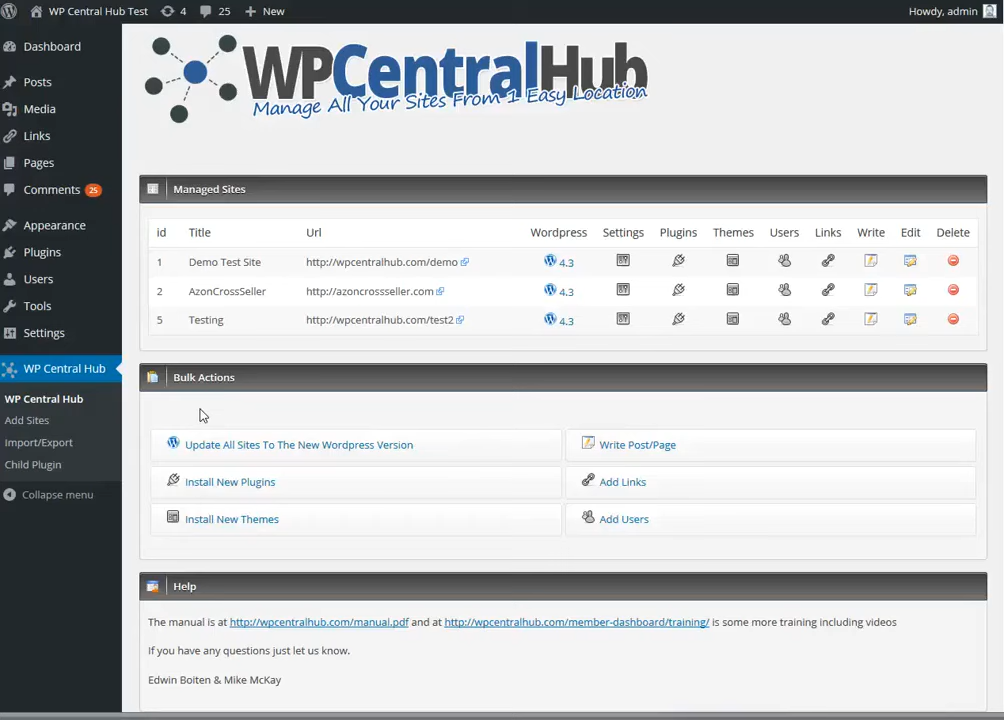 WP Central Hub Test 4 25 New Howdy, admin
Dashboard
Posts
Media
Links
Pages
Comments 25
Appearance
Plugins
Users
Tools
Settings
WP Central Hub
WP Central Hub
Add Sites
Import/Export
Child Plugin
Collapse menu
WPCentralHub
Manage All Your Sites From 1 Easy Location
Managed Sites
id Title Url Wordpress Settings Plugins Themes Users Links Write Edit Delete
1 Demo Test Site http://wpcentralhub.com/demo 4.3
2 AzonCrossSeller http://azoncrossseller.com 4.3
5 Testing http://wpcentralhub.com/test2 4.3
Bulk Actions
Update All Sites To The New Wordpress Version Write Post/Page
Install New Plugins Add Links
Install New Themes Add Users
Help
The manual is at http://wpcentralhub.com/manual.pdf and at http://wpcentralhub.com/member-dashboard/training/ is some more training including videos
If you have any questions just let us know.
Edwin Boiten & Mike McKay